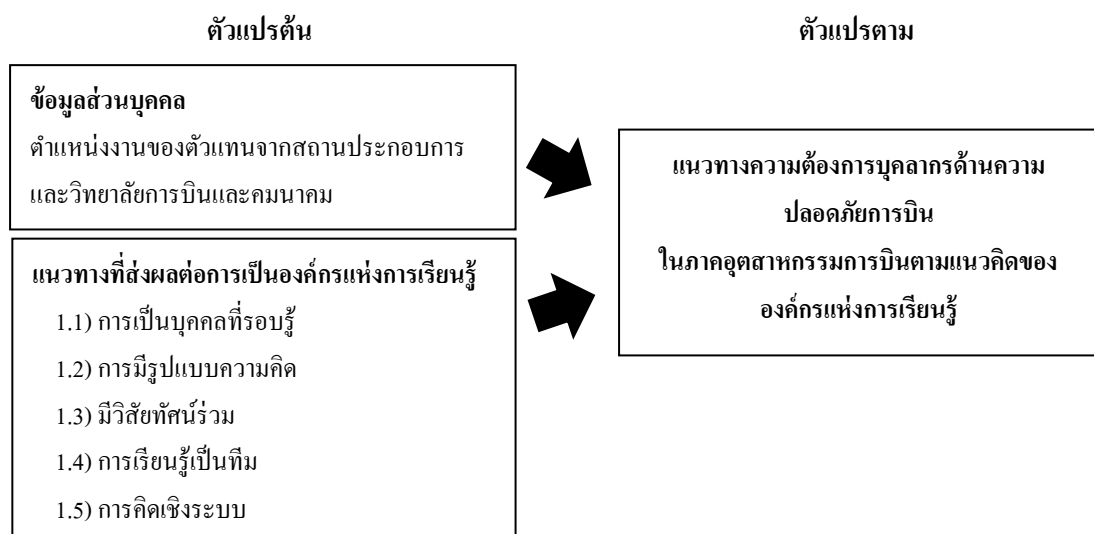 ตัวแปรต้น
ข้อมูลส่วนบุคคล
ตำแหน่งงานของตัวแทนจากสถานประกอบการ
และวิทยาลัยการบินและคมนาคม
แนวทางที่ส่งผลต่อการเป็นองค์กรแห่งการเรียนรู้
1.1) การเป็นบุคคลที่รอบรู้
1.2) การมีรูปแบบความคิด
1.3) มีวิสัยทัศน์ร่วม
1.4) การเรียนรู้เป็นทีม
1.5) การคิดเชิงระบบ
ตัวแปรตาม
แนวทางความต้องการบุคลากรด้านความ
ปลอดภัยการบิน
ในภาคอุตสาหกรรมการบินตามแนวคิดของ
องค์กรแห่งการเรียนรู้